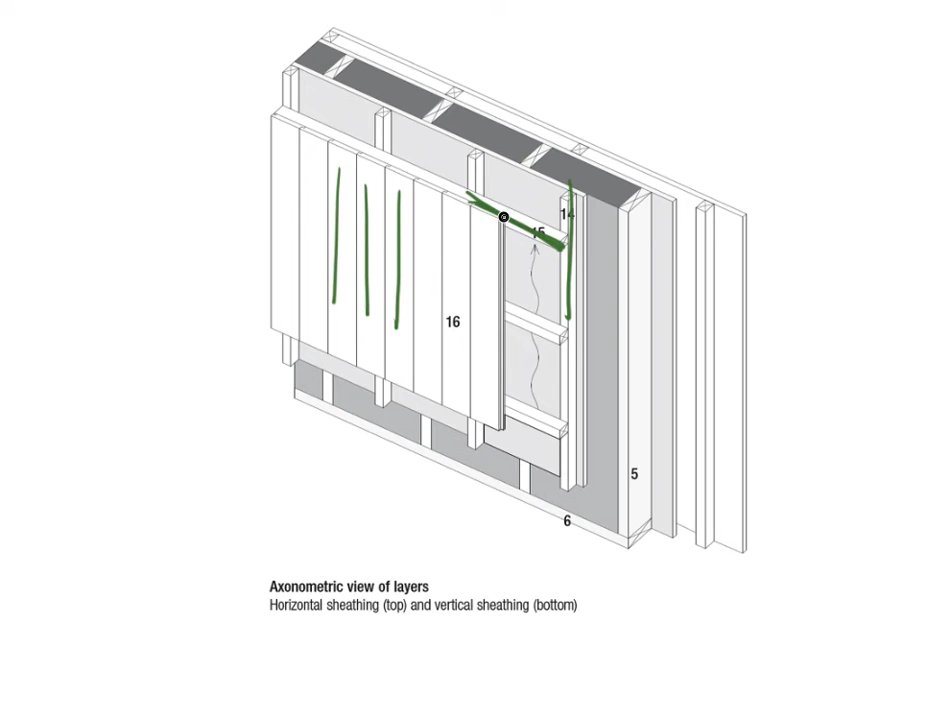 14
15
16
5
6
Axonometric view of layers
Horizontal sheathing (top) and vertical sheathing (bottom)